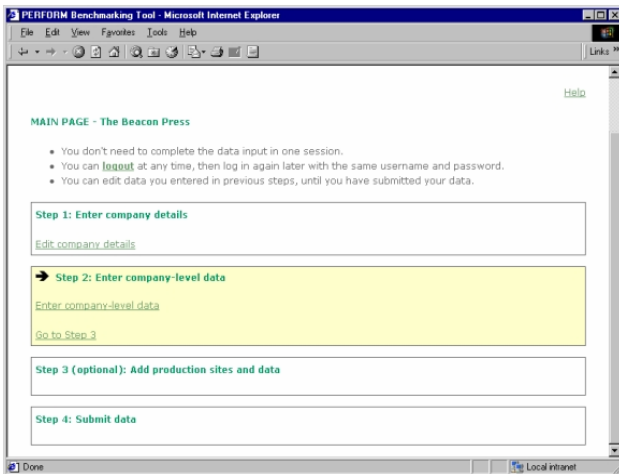 PERFORM Benchmarking Tool - Microsoft Internet Explorer
File Edit View Favorites Tools Help
Links »
Help
MAIN PAGE - The Beacon Press
• You don't need to complete the data input in one session.
• You can logout at any time, then log in again later with the same username and password.
• You can edit data you entered in previous steps, until you have submitted your data.
Step 1: Enter company details
Edit company details
➔ Step 2: Enter company-level data
Enter company-level data
Go to Step 3
Step 3 (optional): Add production sites and data
Step 4: Submit data
Done Local intranet